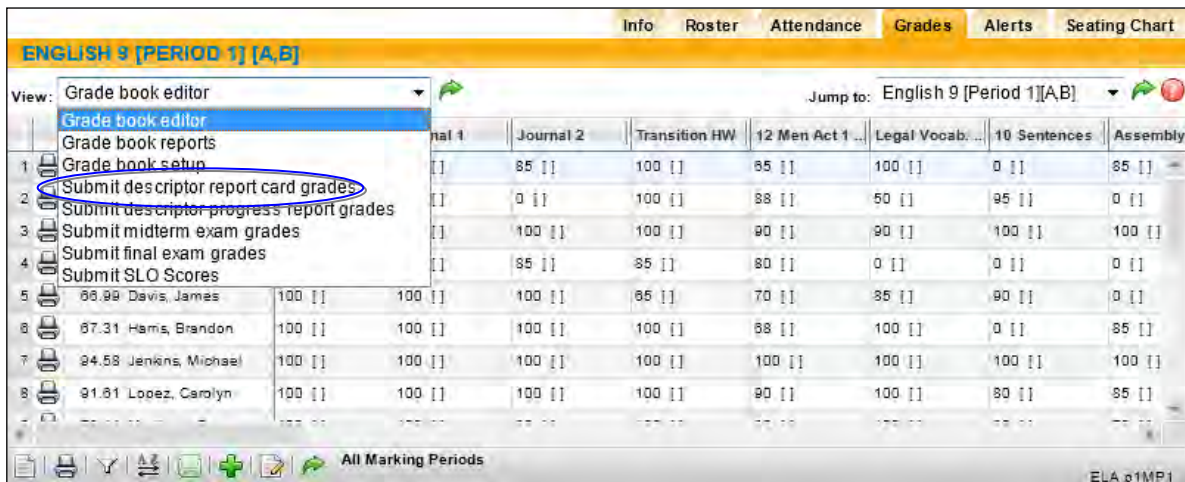 Info Roster Attendance Grades Alerts Seating Chart
ENGLISH 9 [PERIOD 1] [A,B]
View: Grade book editor Jump to: English 9 [Period 1][A,B]
Grade book editor
Grade book reports
Grade book setup
Submit descriptor report card grades
Submit descriptor progress report grades
Submit midterm exam grades
Submit final exam grades
Submit SLO Scores
nal 1 Journal 2 Transition HW 12 Men Act 1 ... Legal Vocab. ... 10 Sentences Assembly
1 [] 85 [] 100 [] 65 [] 100 [] 0 [] 85 []
2 [] 0 [] 100 [] 88 [] 50 [] 95 [] 0 []
3 [] 100 [] 100 [] 90 [] 90 [] 100 [] 100 []
4 [] 85 [] 85 [] 80 [] 0 [] 0 [] 0 []
5 66.99 Davis, James 100 [] 100 [] 100 [] 65 [] 70 [] 85 [] 90 [] 0 []
6 67.31 Harris, Brandon 100 [] 100 [] 100 [] 100 [] 68 [] 100 [] 0 [] 85 []
7 94.58 Jenkins, Michael 100 [] 100 [] 100 [] 100 [] 100 [] 100 [] 100 [] 100 []
8 91.61 Lopez, Carolyn 100 [] 100 [] 100 [] 100 [] 90 [] 100 [] 80 [] 85 []
All Marking Periods
ELA p1MP1